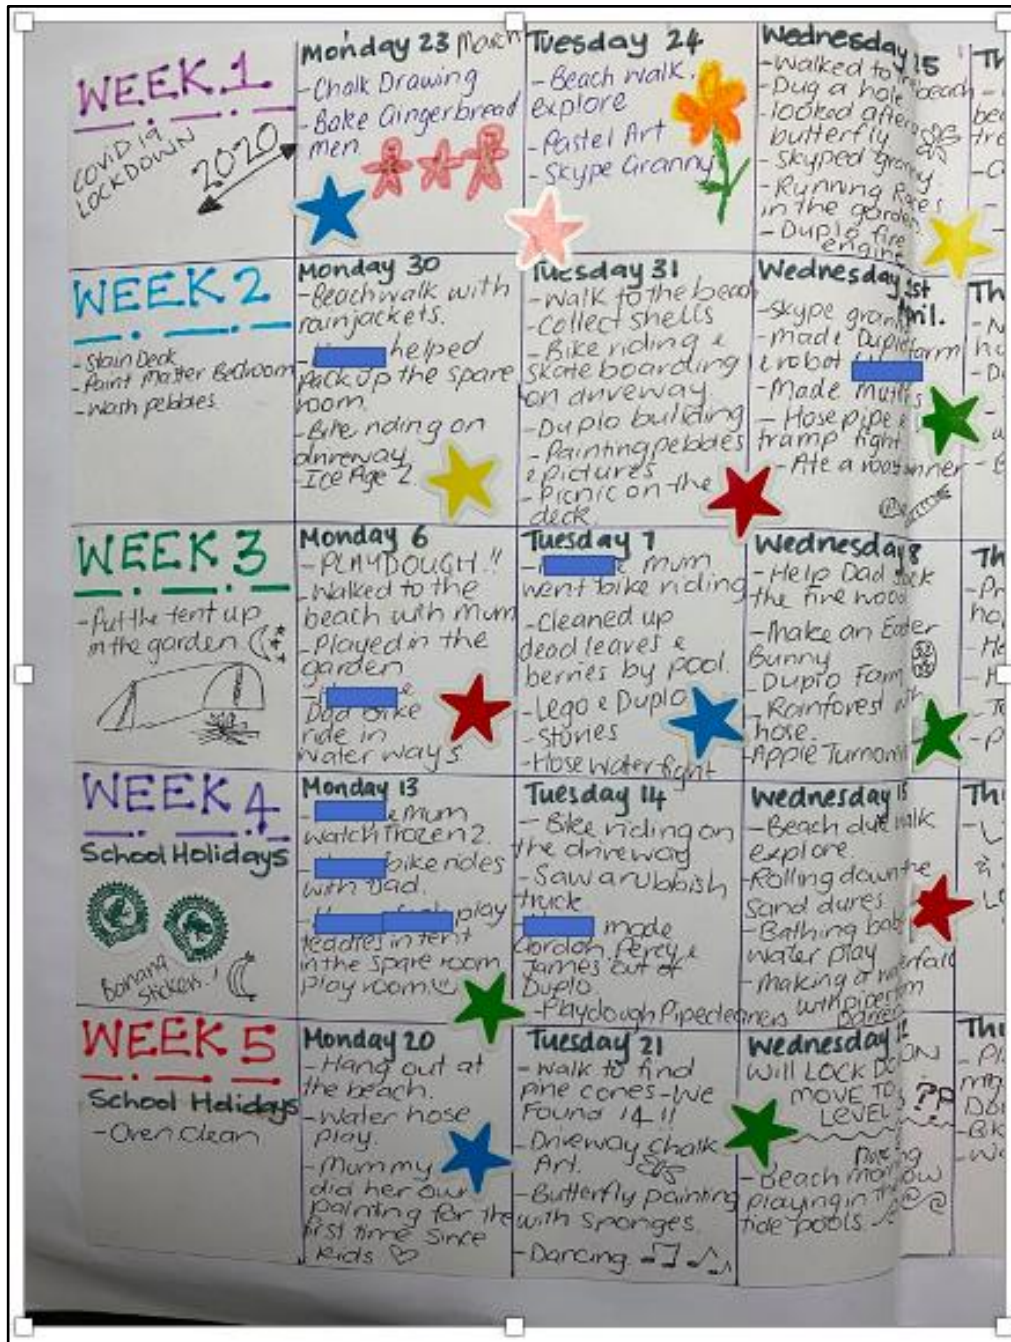 WEEK 1
COVID 19
LOCKDOWN
2020
Monday 23 March
- Chalk Drawing
- Bake Gingerbread
men
Tuesday 24
- Beach walk.
explore
- Pastel Art
- Skype Granny
Wednesday
- Walked to beach
- Dug a hole
- looked after
butterfly
- Skyped granny.
- Running Races
in the garden.
- Duplo fire
engine
Th
WEEK 2
- Stain Deck
- Paint Master Bedroom
- Wash pebbles
Monday 30
- Beach walk with
rainjackets.
helped
Pack up the spare
room.
- Bike riding on
driveway
- Ice Age 2.
Tuesday 31
- Walk to the beach
- Collect shells
- Bike riding &
skate boarding
on driveway.
- Duplo building
- Painting pebbles
& Pictures
- Picnic on the
deck.
Wednesday 1st
April.
- Skype granny
- made Duplo farm
& robot
- Made
- Hose pipe &
tramp fight
- Ate a roast dinner
Th
WEEK 3
- Put the tent up
in the garden
Monday 6
- PLAYDOUGH!!
- Walked to the
beach with mum
- Played in the
garden
Dad bike
ride in
water ways
Tuesday 7
mum
went bike riding
- Cleaned up
dead leaves &
berries by pool.
- Lego & Duplo
- Stories
- Hose water fight
Wednesday 8
- Help Dad
the fire wood
- Make an Easter
Bunny
- Duplo Farm
- Rainforest with
hose.
- Apple
Th
WEEK 4
School Holidays
Banana
Stickers!
Monday 13
& mum
watch Frozen 2.
bike rides
with Dad.
play
teddies in tent
in the spare room
play room.
Tuesday 14
- Bike riding on
the driveway
- Saw a rubbish
truck
made
Gordon, Percy &
James out of
Duplo.
- Playdough Pipecleaners
Wednesday 15
- Beach walk
explore.
- Rolling down the
Sand dunes
- Bathing
water play
- Making a waterfall
with
Th
WEEK 5
School Holidays
- Oven Clean
Monday 20
- Hang out at
the beach.
- Water hose
play.
- Mummy
did her own
painting for the
first time since
kids
Tuesday 21
- Walk to find
pine cones - We
Found 14!!
- Driveway Chalk
Art.
- Butterfly painting
with sponges.
- Dancing
Wednesday
WILL LOCK DOWN
MOVE TO
LEVEL ??
- Beach
playing in the
tide pools
Th